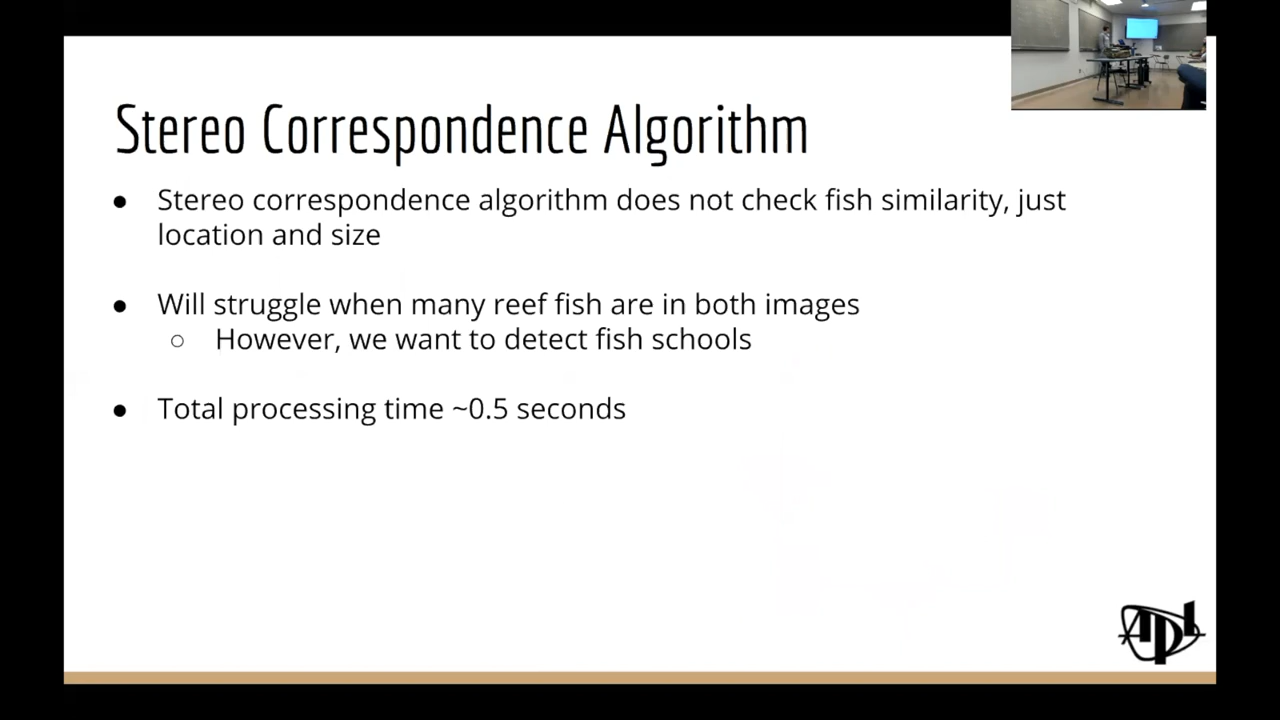 Stereo Correspondence Algorithm
● Stereo correspondence algorithm does not check fish similarity, just
location and size
● Will struggle when many reef fish are in both images
○ However, we want to detect fish schools
● Total processing time ~0.5 seconds
APL